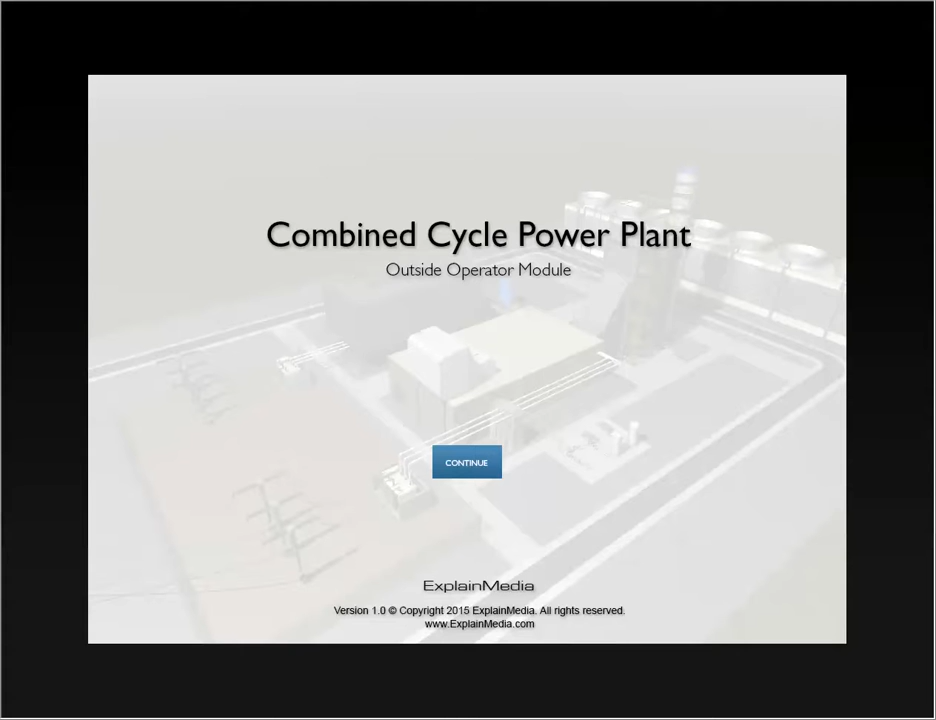 Combined Cycle Power Plant
Outside Operator Module
CONTINUE
ExplainMedia
Version 1.0 © Copyright 2015 ExplainMedia. All rights reserved.
www.ExplainMedia.com